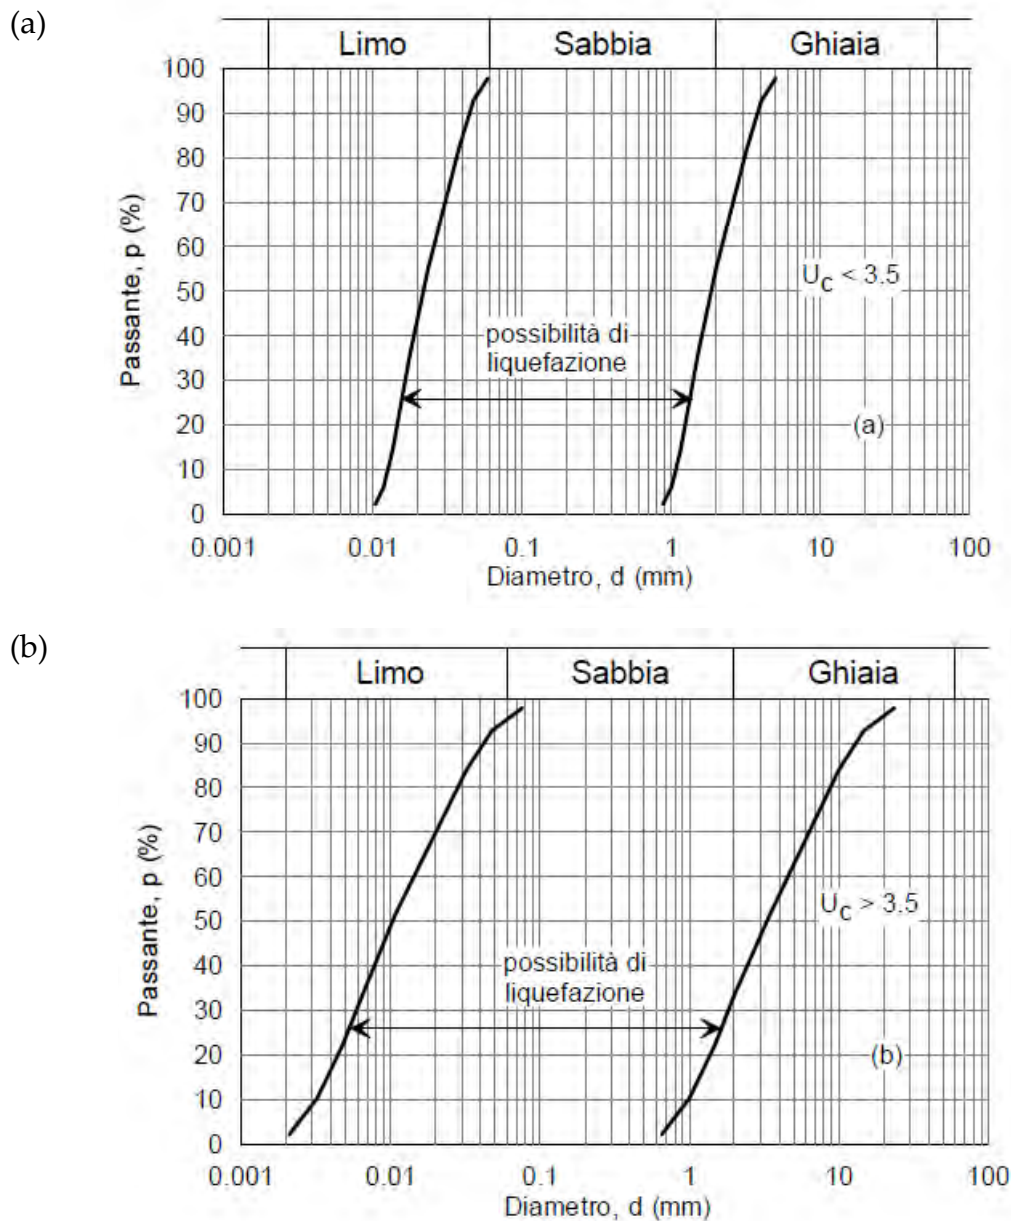 (a)
Limo Sabbia Ghiaia
100
90
80
70
60
50
40
30
20
10
0
Passante, p (%)
U_c < 3.5
possibilità di
liquefazione
(a)
0.001 0.01 0.1 1 10 100
Diametro, d (mm)
(b)
Limo Sabbia Ghiaia
100
90
80
70
60
50
40
30
20
10
0
Passante, p (%)
U_c > 3.5
possibilità di
liquefazione
(b)
0.001 0.01 0.1 1 10 100
Diametro, d (mm)